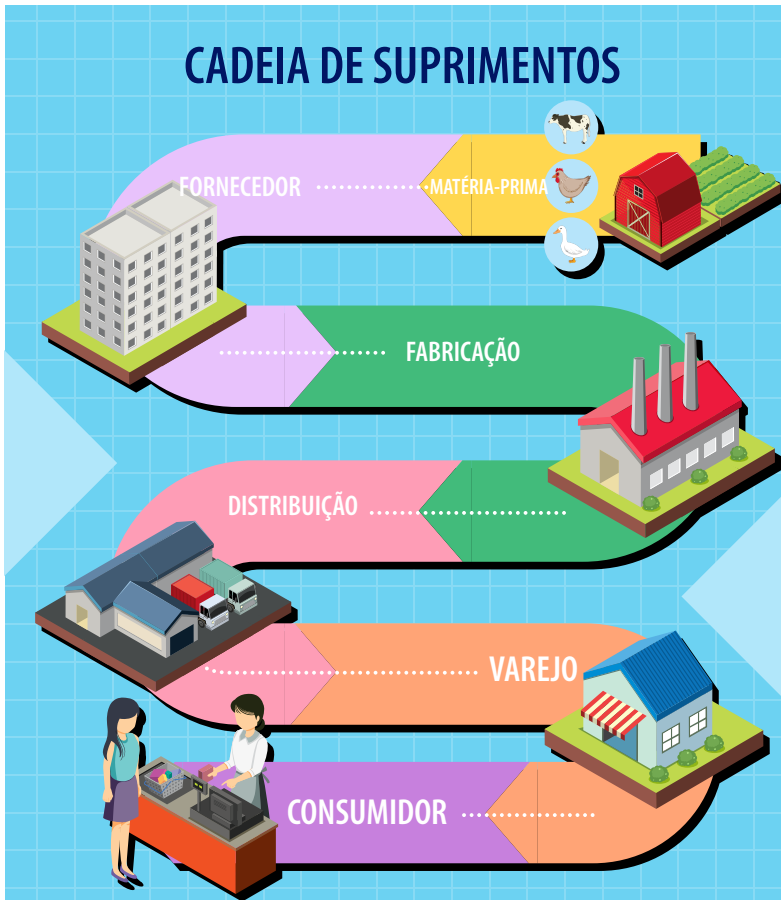 CADEIA DE SUPRIMENTOS
FORNECEDOR
MATÉRIA-PRIMA
FABRICAÇÃO
DISTRIBUIÇÃO
VAREJO
CONSUMIDOR